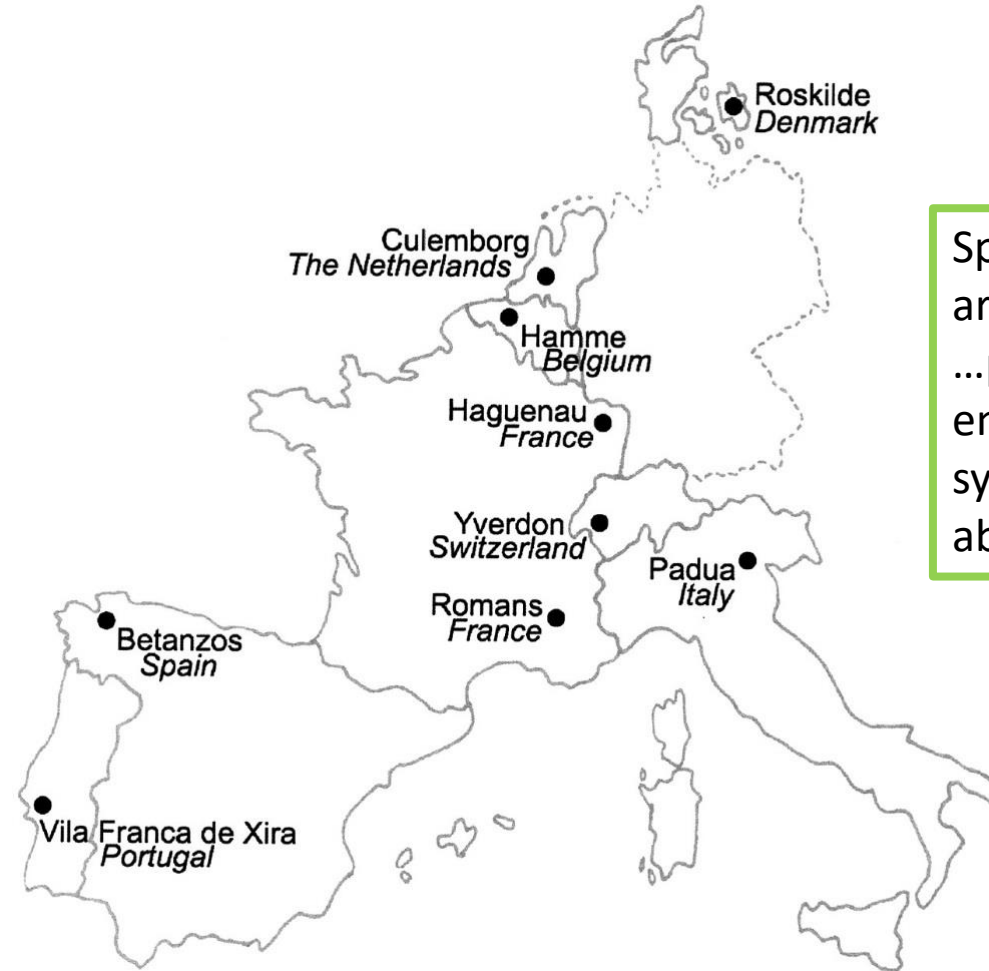 Roskilde
Denmark
Culemborg
The Netherlands
Hamme
Belgium
Haguenau
France
Yverdon
Switzerland
Padua
Italy
Romans
France
Betanzos
Spain
Vila Franca de Xira
Portugal